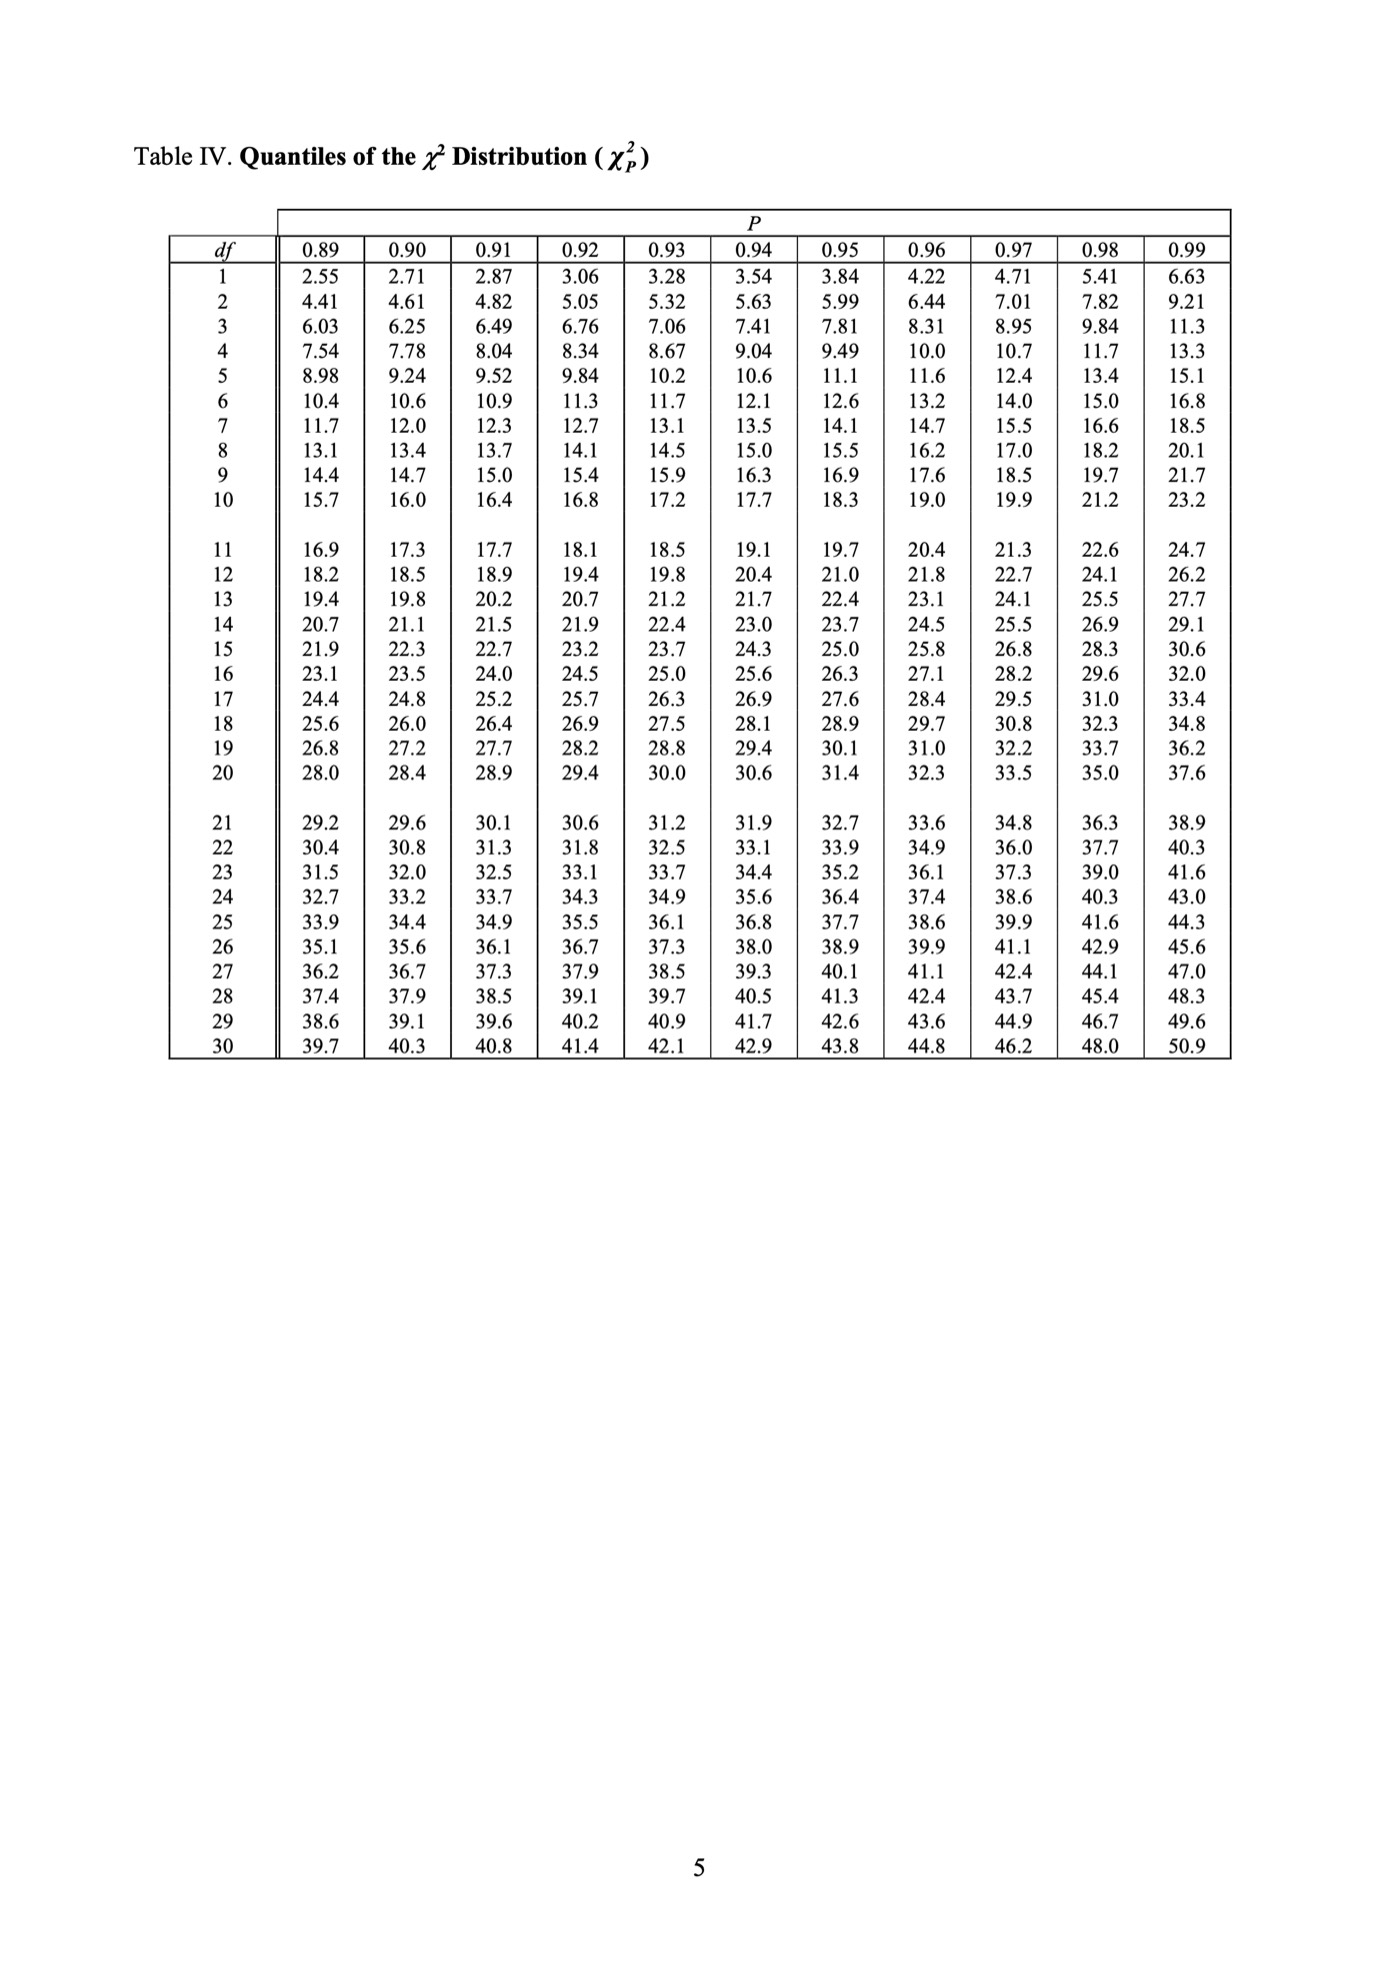 Table IV. Quantiles of the χ² Distribution ( χ²_P )
P
df 0.89 0.90 0.91 0.92 0.93 0.94 0.95 0.96 0.97 0.98 0.99
1 2.55 2.71 2.87 3.06 3.28 3.54 3.84 4.22 4.71 5.41 6.63
2 4.41 4.61 4.82 5.05 5.32 5.63 5.99 6.44 7.01 7.82 9.21
3 6.03 6.25 6.49 6.76 7.06 7.41 7.81 8.31 8.95 9.84 11.3
4 7.54 7.78 8.04 8.34 8.67 9.04 9.49 10.0 10.7 11.7 13.3
5 8.98 9.24 9.52 9.84 10.2 10.6 11.1 11.6 12.4 13.4 15.1
6 10.4 10.6 10.9 11.3 11.7 12.1 12.6 13.2 14.0 15.0 16.8
7 11.7 12.0 12.3 12.7 13.1 13.5 14.1 14.7 15.5 16.6 18.5
8 13.1 13.4 13.7 14.1 14.5 15.0 15.5 16.2 17.0 18.2 20.1
9 14.4 14.7 15.0 15.4 15.9 16.3 16.9 17.6 18.5 19.7 21.7
10 15.7 16.0 16.4 16.8 17.2 17.7 18.3 19.0 19.9 21.2 23.2
11 16.9 17.3 17.7 18.1 18.5 19.1 19.7 20.4 21.3 22.6 24.7
12 18.2 18.5 18.9 19.4 19.8 20.4 21.0 21.8 22.7 24.1 26.2
13 19.4 19.8 20.2 20.7 21.2 21.7 22.4 23.1 24.1 25.5 27.7
14 20.7 21.1 21.5 21.9 22.4 23.0 23.7 24.5 25.5 26.9 29.1
15 21.9 22.3 22.7 23.2 23.7 24.3 25.0 25.8 26.8 28.3 30.6
16 23.1 23.5 24.0 24.5 25.0 25.6 26.3 27.1 28.2 29.6 32.0
17 24.4 24.8 25.2 25.7 26.3 26.9 27.6 28.4 29.5 31.0 33.4
18 25.6 26.0 26.4 26.9 27.5 28.1 28.9 29.7 30.8 32.3 34.8
19 26.8 27.2 27.7 28.2 28.8 29.4 30.1 31.0 32.2 33.7 36.2
20 28.0 28.4 28.9 29.4 30.0 30.6 31.4 32.3 33.5 35.0 37.6
21 29.2 29.6 30.1 30.6 31.2 31.9 32.7 33.6 34.8 36.3 38.9
22 30.4 30.8 31.3 31.8 32.5 33.1 33.9 34.9 36.0 37.7 40.3
23 31.5 32.0 32.5 33.1 33.7 34.4 35.2 36.1 37.3 39.0 41.6
24 32.7 33.2 33.7 34.3 34.9 35.6 36.4 37.4 38.6 40.3 43.0
25 33.9 34.4 34.9 35.5 36.1 36.8 37.7 38.6 39.9 41.6 44.3
26 35.1 35.6 36.1 36.7 37.3 38.0 38.9 39.9 41.1 42.9 45.6
27 36.2 36.7 37.3 37.9 38.5 39.3 40.1 41.1 42.4 44.1 47.0
28 37.4 37.9 38.5 39.1 39.7 40.5 41.3 42.4 43.7 45.4 48.3
29 38.6 39.1 39.6 40.2 40.9 41.7 42.6 43.6 44.9 46.7 49.6
30 39.7 40.3 40.8 41.4 42.1 42.9 43.8 44.8 46.2 48.0 50.9
5